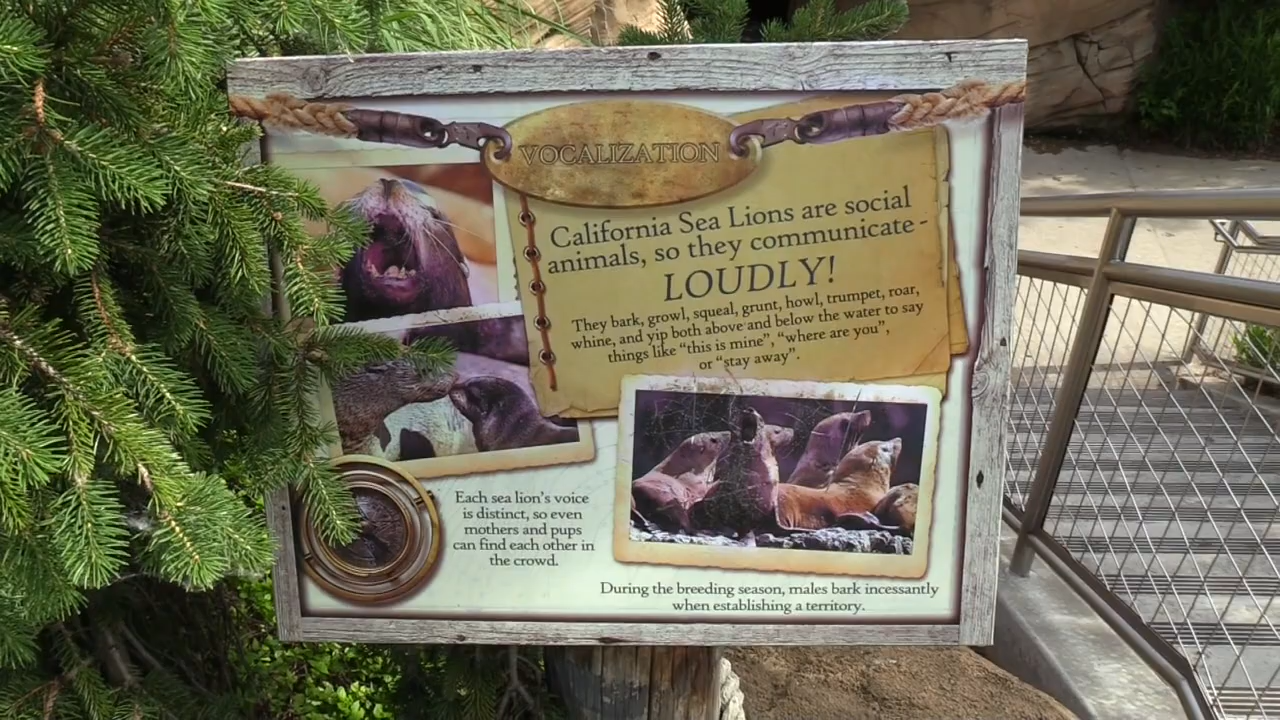 VOCALIZATION
California Sea Lions are social
animals, so they communicate -
LOUDLY!
They bark, growl, squeal, grunt, howl, trumpet, roar,
whine, and yip both above and below the water to say
things like "this is mine", "where are you",
or "stay away".
Each sea lion's voice
is distinct, so even
mothers and pups
can find each other in
the crowd.
During the breeding season, males bark incessantly
when establishing a territory.